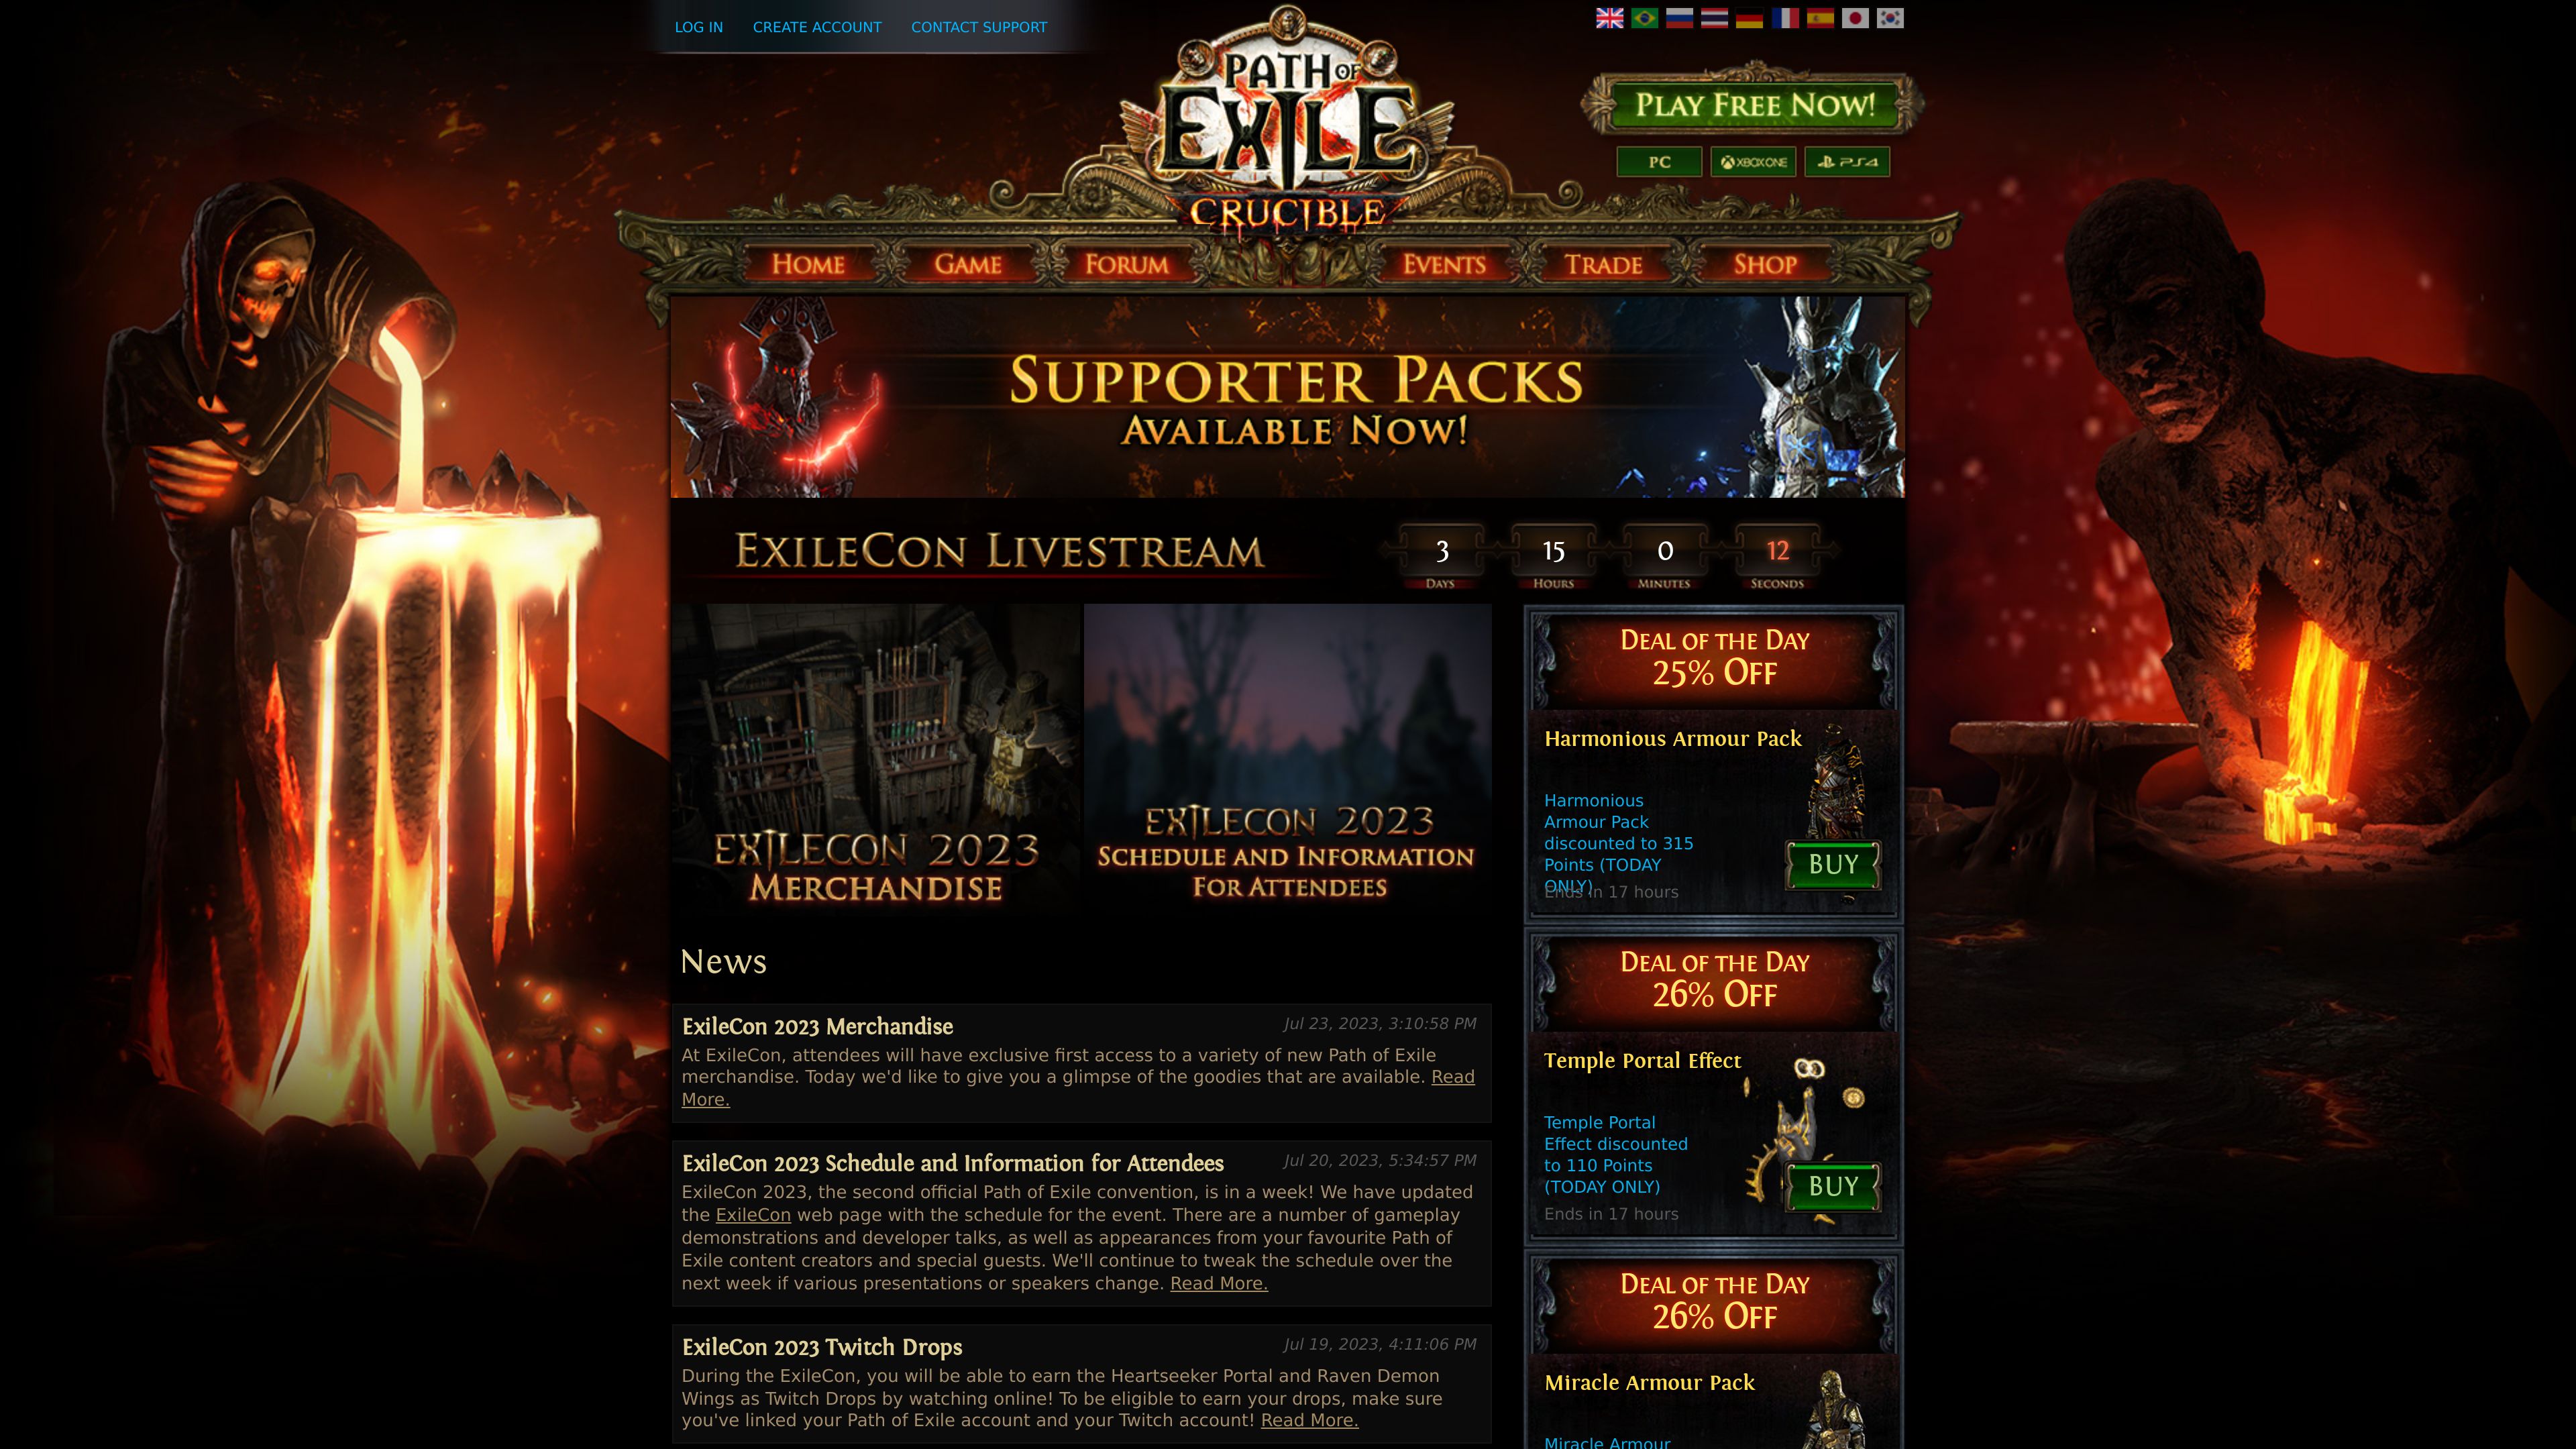 LOG IN
CREATE ACCOUNT
CONTACT SUPPORT
PATH OF
EXILE
CRUCIBLE
PLAY FREE NOW!
PC
XBOX ONE
PS4
HOME
GAME
FORUM
EVENTS
TRADE
SHOP
SUPPORTER PACKS
AVAILABLE NOW!
EXILECON LIVESTREAM
3
15
0
12
DAYS
HOURS
MINUTES
SECONDS
EXILECON 2023
MERCHANDISE
EXILECON 2023
SCHEDULE AND INFORMATION
FOR ATTENDEES
News
ExileCon 2023 Merchandise
Jul 23, 2023, 3:10:58 PM
At ExileCon, attendees will have exclusive first access to a variety of new Path of Exile
merchandise. Today we'd like to give you a glimpse of the goodies that are available. Read
More.
ExileCon 2023 Schedule and Information for Attendees
Jul 20, 2023, 5:34:57 PM
ExileCon 2023, the second official Path of Exile convention, is in a week! We have updated
the ExileCon web page with the schedule for the event. There are a number of gameplay
demonstrations and developer talks, as well as appearances from your favourite Path of
Exile content creators and special guests. We'll continue to tweak the schedule over the
next week if various presentations or speakers change. Read More.
ExileCon 2023 Twitch Drops
Jul 19, 2023, 4:11:06 PM
During the ExileCon, you will be able to earn the Heartseeker Portal and Raven Demon
Wings as Twitch Drops by watching online! To be eligible to earn your drops, make sure
you've linked your Path of Exile account and your Twitch account! Read More.
DEAL OF THE DAY
25% OFF
Harmonious Armour Pack
Harmonious
Armour Pack
discounted to 315
Points (TODAY
ONLY)
Ends in 17 hours
BUY
DEAL OF THE DAY
26% OFF
Temple Portal Effect
Temple Portal
Effect discounted
to 110 Points
(TODAY ONLY)
Ends in 17 hours
BUY
DEAL OF THE DAY
26% OFF
Miracle Armour Pack
Miracle Armour